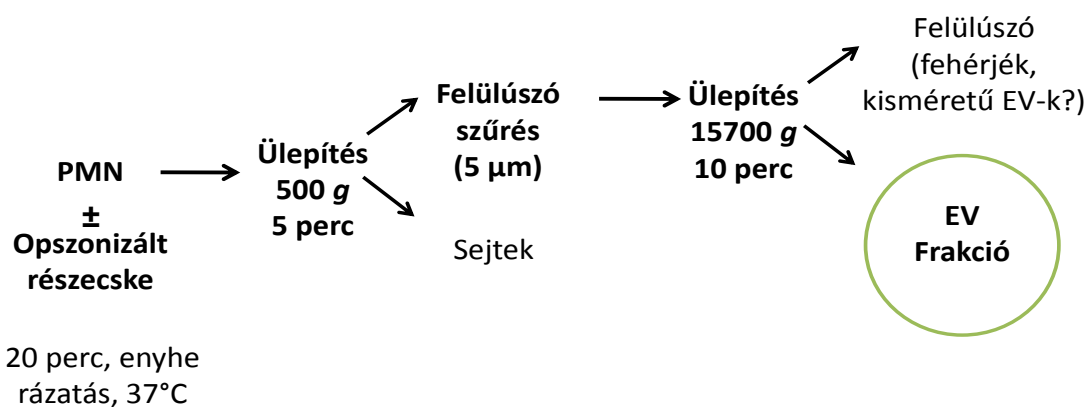 PMN
±
Opszonizált
részecske
20 perc, enyhe
rázatás, 37°C
Ülepítés
500 g
5 perc
Felülúszó
szűrés
(5 µm)
Sejtek
Ülepítés
15700 g
10 perc
Felülúszó
(fehérjék,
kisméretű EV-k?)
EV
Frakció